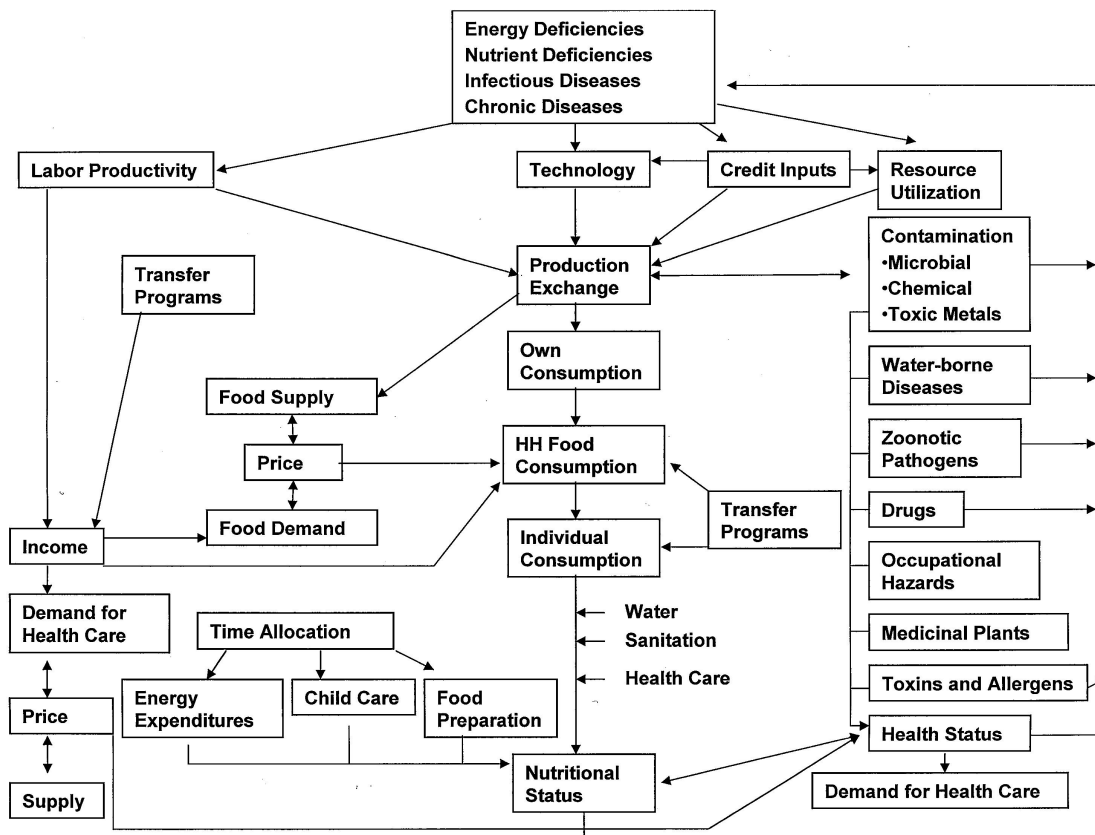 Energy Deficiencies
Nutrient Deficiencies
Infectious Diseases
Chronic Diseases
Labor Productivity
Technology
Credit Inputs
Resource
Utilization
Transfer
Programs
Production
Exchange
Contamination
•Microbial
•Chemical
•Toxic Metals
Own
Consumption
Water-borne
Diseases
Food Supply
HH Food
Consumption
Zoonotic
Pathogens
Price
Food Demand
Transfer
Programs
Drugs
Income
Individual
Consumption
Occupational
Hazards
Demand for
Health Care
Time Allocation
Water
Sanitation
Health Care
Medicinal Plants
Energy
Expenditures
Child Care
Food
Preparation
Toxins and Allergens
Price
Health Status
Nutritional
Status
Supply
Demand for Health Care